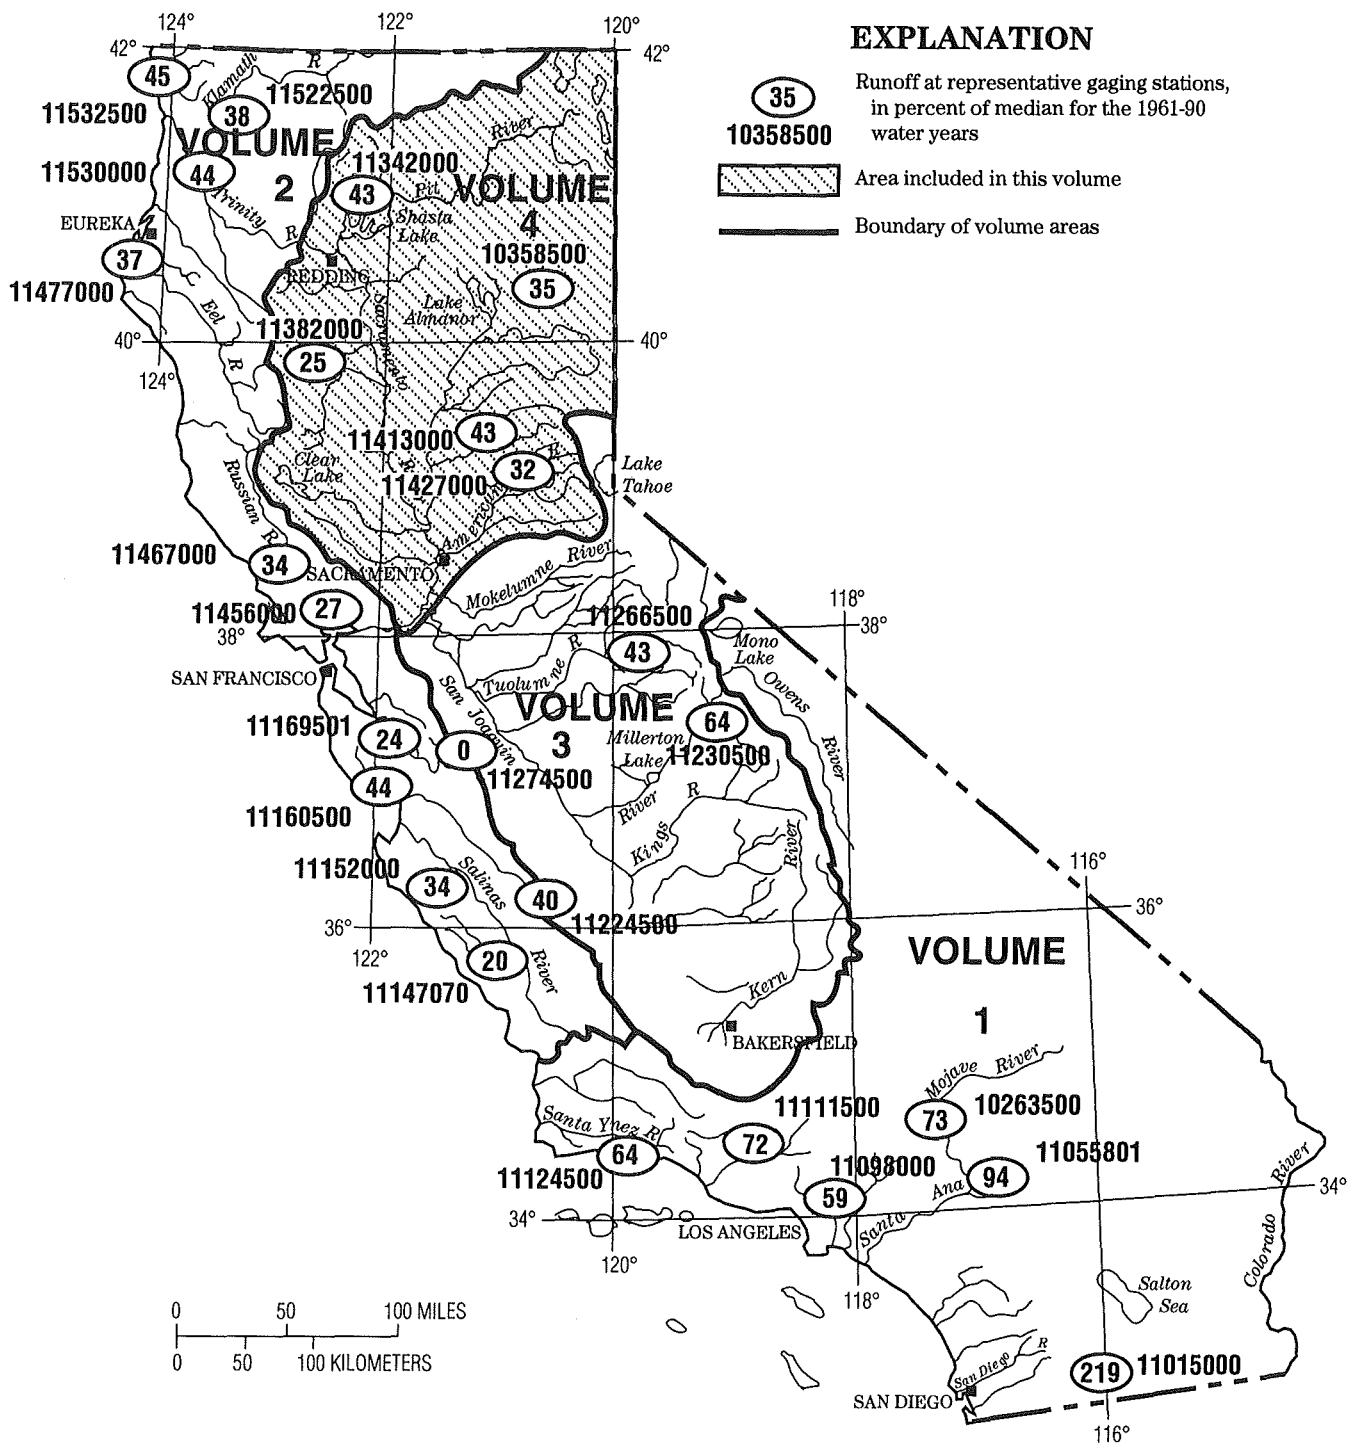 124°
122°
120°
42°
42°
EXPLANATION
35
10358500
Runoff at representative gaging stations,
in percent of median for the 1961-90
water years
Area included in this volume
Boundary of volume areas
45
11532500
Klamath
R
11522500
38
VOLUME
2
11530000
44
Trinity
R
11342000
43
Pit
River
Shasta
Lake
VOLUME
4
10358500
35
EUREKA
37
11477000
Eel
R
REDDING
Lake
Almanor
Sacramento
R
11382000
25
40°
40°
124°
11413000
43
11427000
32
American
R
Clear
Lake
Lake
Tahoe
Russian
R
11467000
34
SACRAMENTO
11456000
27
38°
38°
118°
Mokelumne River
11266500
43
Mono
Lake
Owens
River
SAN FRANCISCO
San Joaquin
Tuolumne
R
VOLUME
3
64
11230500
Millerton
Lake
11169501
24
0
11274500
River
44
11160500
Kings
R
River
11152000
34
Salinas
River
40
11224500
116°
36°
36°
122°
20
11147070
VOLUME
1
Kern
BAKERSFIELD
Mojave River
11111500
73
10263500
Santa Ynez R
72
11055801
64
11124500
11098000
94
59
Santa Ana
Colorado River
34°
34°
LOS ANGELES
120°
118°
Salton
Sea
0 50 100 MILES
0 50 100 KILOMETERS
San Diego R
219
11015000
SAN DIEGO
116°